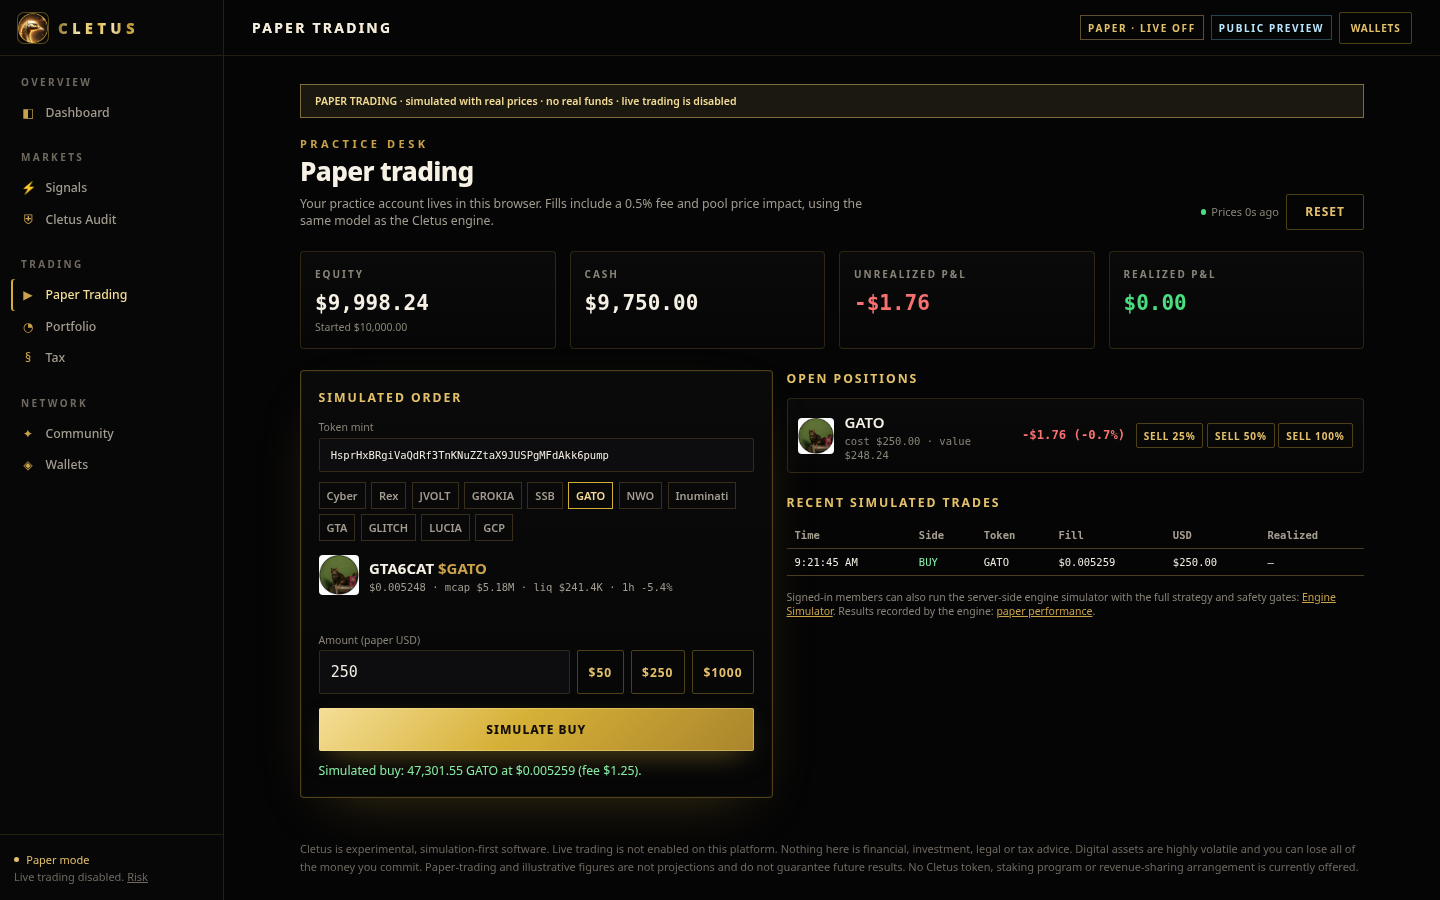 CLETUS
PAPER TRADING
PAPER · LIVE OFF
PUBLIC PREVIEW
WALLETS
OVERVIEW
Dashboard
MARKETS
Signals
Cletus Audit
TRADING
Paper Trading
Portfolio
§ Tax
NETWORK
Community
Wallets
Paper mode
Live trading disabled. Risk
PAPER TRADING · simulated with real prices · no real funds · live trading is disabled
PRACTICE DESK
Paper trading
Your practice account lives in this browser. Fills include a 0.5% fee and pool price impact, using the
same model as the Cletus engine.
Prices 0s ago
RESET
EQUITY
$9,998.24
Started $10,000.00
CASH
$9,750.00
UNREALIZED P&L
-$1.76
REALIZED P&L
$0.00
SIMULATED ORDER
Token mint
HsprHxBRgiVaQdRf3TnKNuZZtaX9JUSPgMFdAkk6pump
Cyber Rex JVOLT GROKIA SSB GATO NWO Inuminati
GTA GLITCH LUCIA GCP
GTA6CAT $GATO
$0.005248 · mcap $5.18M · liq $241.4K · 1h -5.4%
Amount (paper USD)
250 $50 $250 $1000
SIMULATE BUY
Simulated buy: 47,301.55 GATO at $0.005259 (fee $1.25).
OPEN POSITIONS
GATO
cost $250.00 · value
$248.24
-$1.76 (-0.7%)
SELL 25% SELL 50% SELL 100%
RECENT SIMULATED TRADES
Time Side Token Fill USD Realized
9:21:45 AM BUY GATO $0.005259 $250.00 —
Signed-in members can also run the server-side engine simulator with the full strategy and safety gates: Engine
Simulator. Results recorded by the engine: paper performance.
Cletus is experimental, simulation-first software. Live trading is not enabled on this platform. Nothing here is financial, investment, legal or tax advice. Digital assets are highly volatile and you can lose all of
the money you commit. Paper-trading and illustrative figures are not projections and do not guarantee future results. No Cletus token, staking program or revenue-sharing arrangement is currently offered.